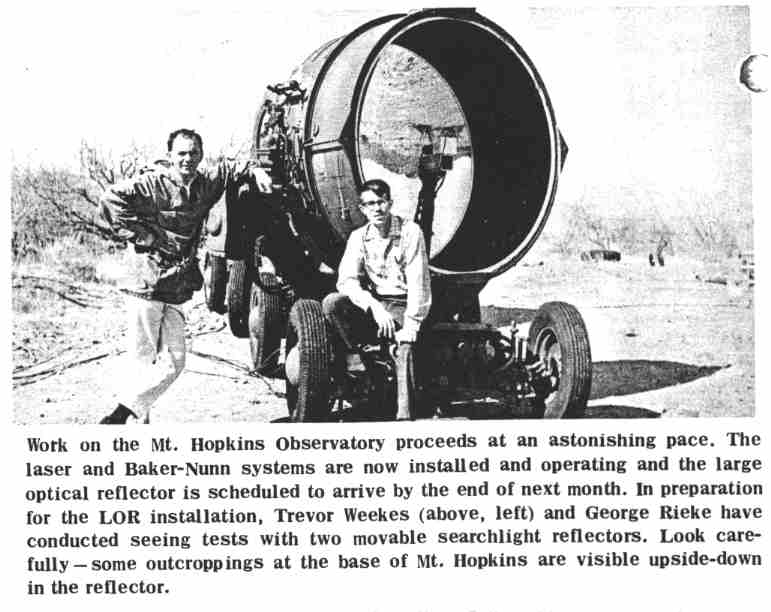 Work on the Mt. Hopkins Observatory proceeds at an astonishing pace. The
laser and Baker-Nunn systems are now installed and operating and the large
optical reflector is scheduled to arrive by the end of next month. In preparation
for the LOR installation, Trevor Weekes (above, left) and George Rieke have
conducted seeing tests with two movable searchlight reflectors. Look care-
fully — some outcroppings at the base of Mt. Hopkins are visible upside-down
in the reflector.